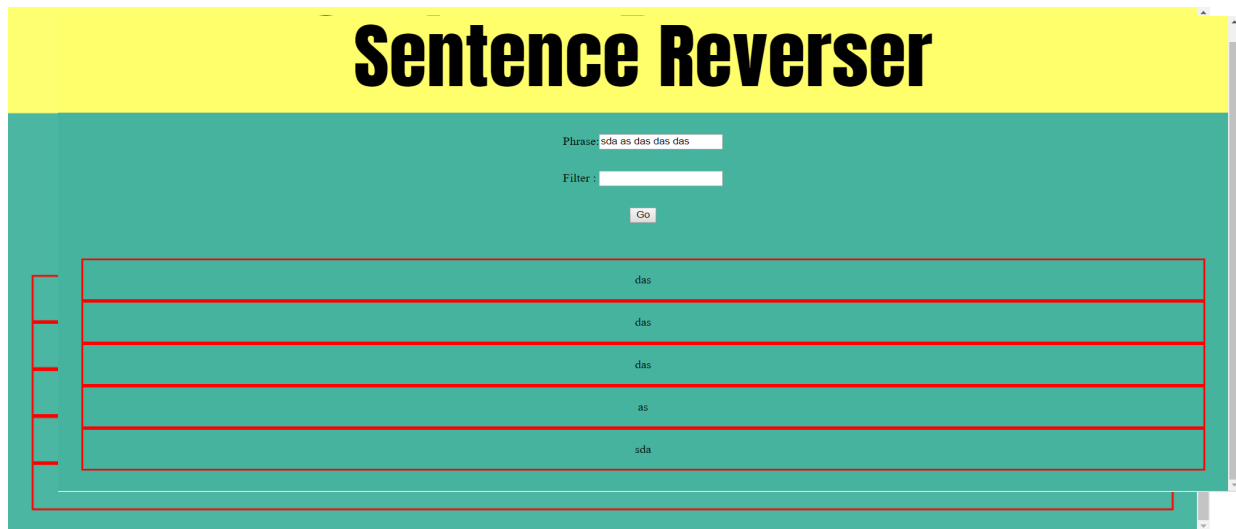 Sentence Reverser
Phrase: sda as das das das
Filter :
Go
das
das
das
as
sda